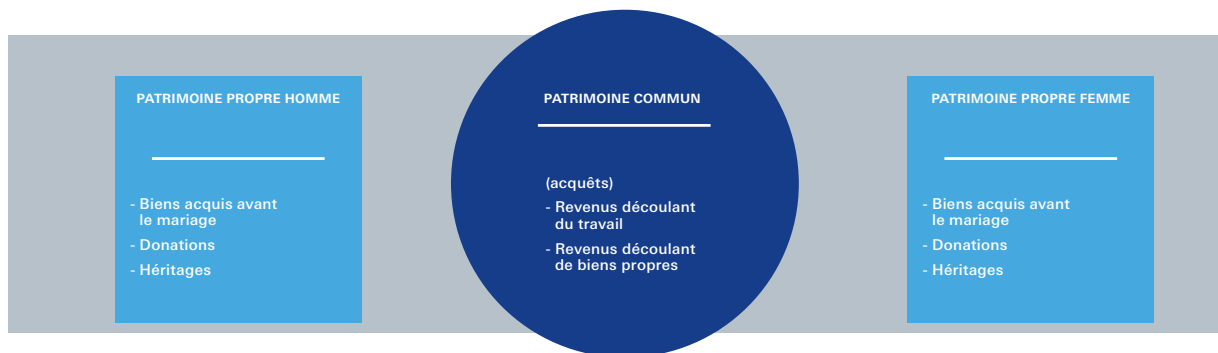 PATRIMOINE PROPRE HOMME
- Biens acquis avant
le mariage
- Donations
- Héritages
PATRIMOINE COMMUN
(acquêts)
- Revenus découlant
du travail
- Revenus découlant
de biens propres
PATRIMOINE PROPRE FEMME
- Biens acquis avant
le mariage
- Donations
- Héritages